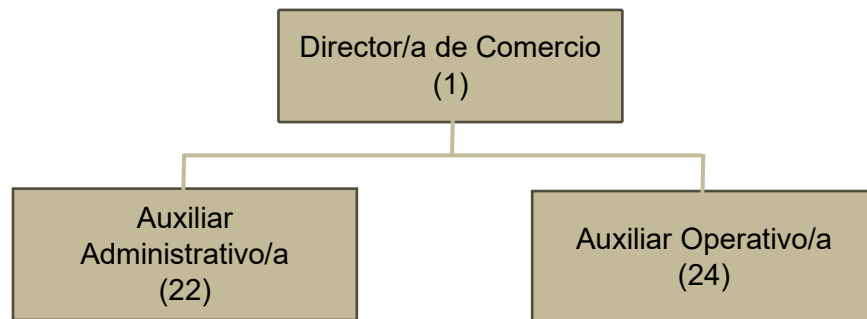 Director/a de Comercio
(1)
Auxiliar
Administrativo/a
(22)
Auxiliar Operativo/a
(24)